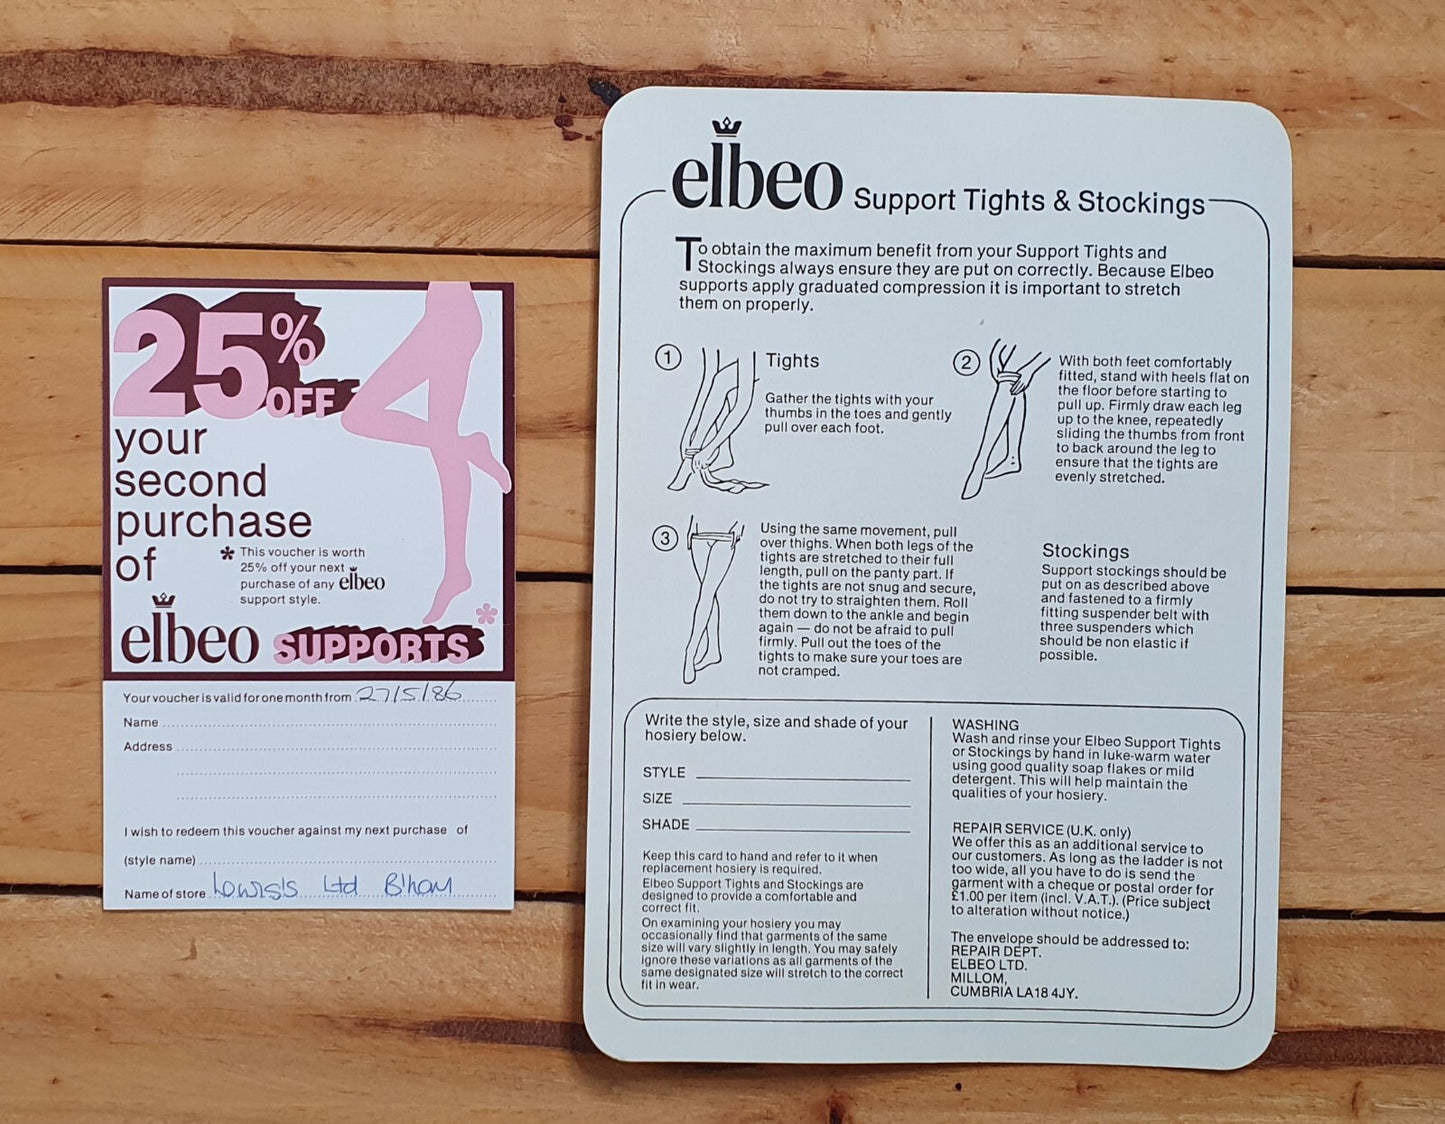 25%
OFF
your
second
purchase
of
* This voucher is worth
25% off your next
purchase of any elbeo
support style.
elbeo SUPPORTS*
Your voucher is valid for one month from 27/5/86
Name
Address
I wish to redeem this voucher against my next purchase of
(style name)
Name of store Lewis's Ltd B'ham
elbeo Support Tights & Stockings
To obtain the maximum benefit from your Support Tights and
Stockings always ensure they are put on correctly. Because Elbeo
supports apply graduated compression it is important to stretch
them on properly.
1 Tights
Gather the tights with your
thumbs in the toes and gently
pull over each foot.
2 With both feet comfortably
fitted, stand with heels flat on
the floor before starting to
pull up. Firmly draw each leg
up to the knee, repeatedly
sliding the thumbs from front
to back around the leg to
ensure that the tights are
evenly stretched.
3 Using the same movement, pull
over thighs. When both legs of the
tights are stretched to their full
length, pull on the panty part. If
the tights are not snug and secure,
do not try to straighten them. Roll
them down to the ankle and begin
again — do not be afraid to pull
firmly. Pull out the toes of the
tights to make sure your toes are
not cramped.
Stockings
Support stockings should be
put on as described above
and fastened to a firmly
fitting suspender belt with
three suspenders which
should be non elastic if
possible.
Write the style, size and shade of your
hosiery below.
STYLE
SIZE
SHADE
Keep this card to hand and refer to it when
replacement hosiery is required.
Elbeo Support Tights and Stockings are
designed to provide a comfortable and
correct fit.
On examining your hosiery you may
occasionally find that garments of the same
size will vary slightly in length. You may safely
ignore these variations as all garments of the
same designated size will stretch to the correct
fit in wear.
WASHING
Wash and rinse your Elbeo Support Tights
or Stockings by hand in luke-warm water
using good quality soap flakes or mild
detergent. This will help maintain the
qualities of your hosiery.
REPAIR SERVICE (U.K. only)
We offer this as an additional service to
our customers. As long as the ladder is not
too wide, all you have to do is send the
garment with a cheque or postal order for
£1.00 per item (incl. V.A.T.). (Price subject
to alteration without notice.)
The envelope should be addressed to:
REPAIR DEPT.
ELBEO LTD.
MILLOM,
CUMBRIA LA18 4JY.